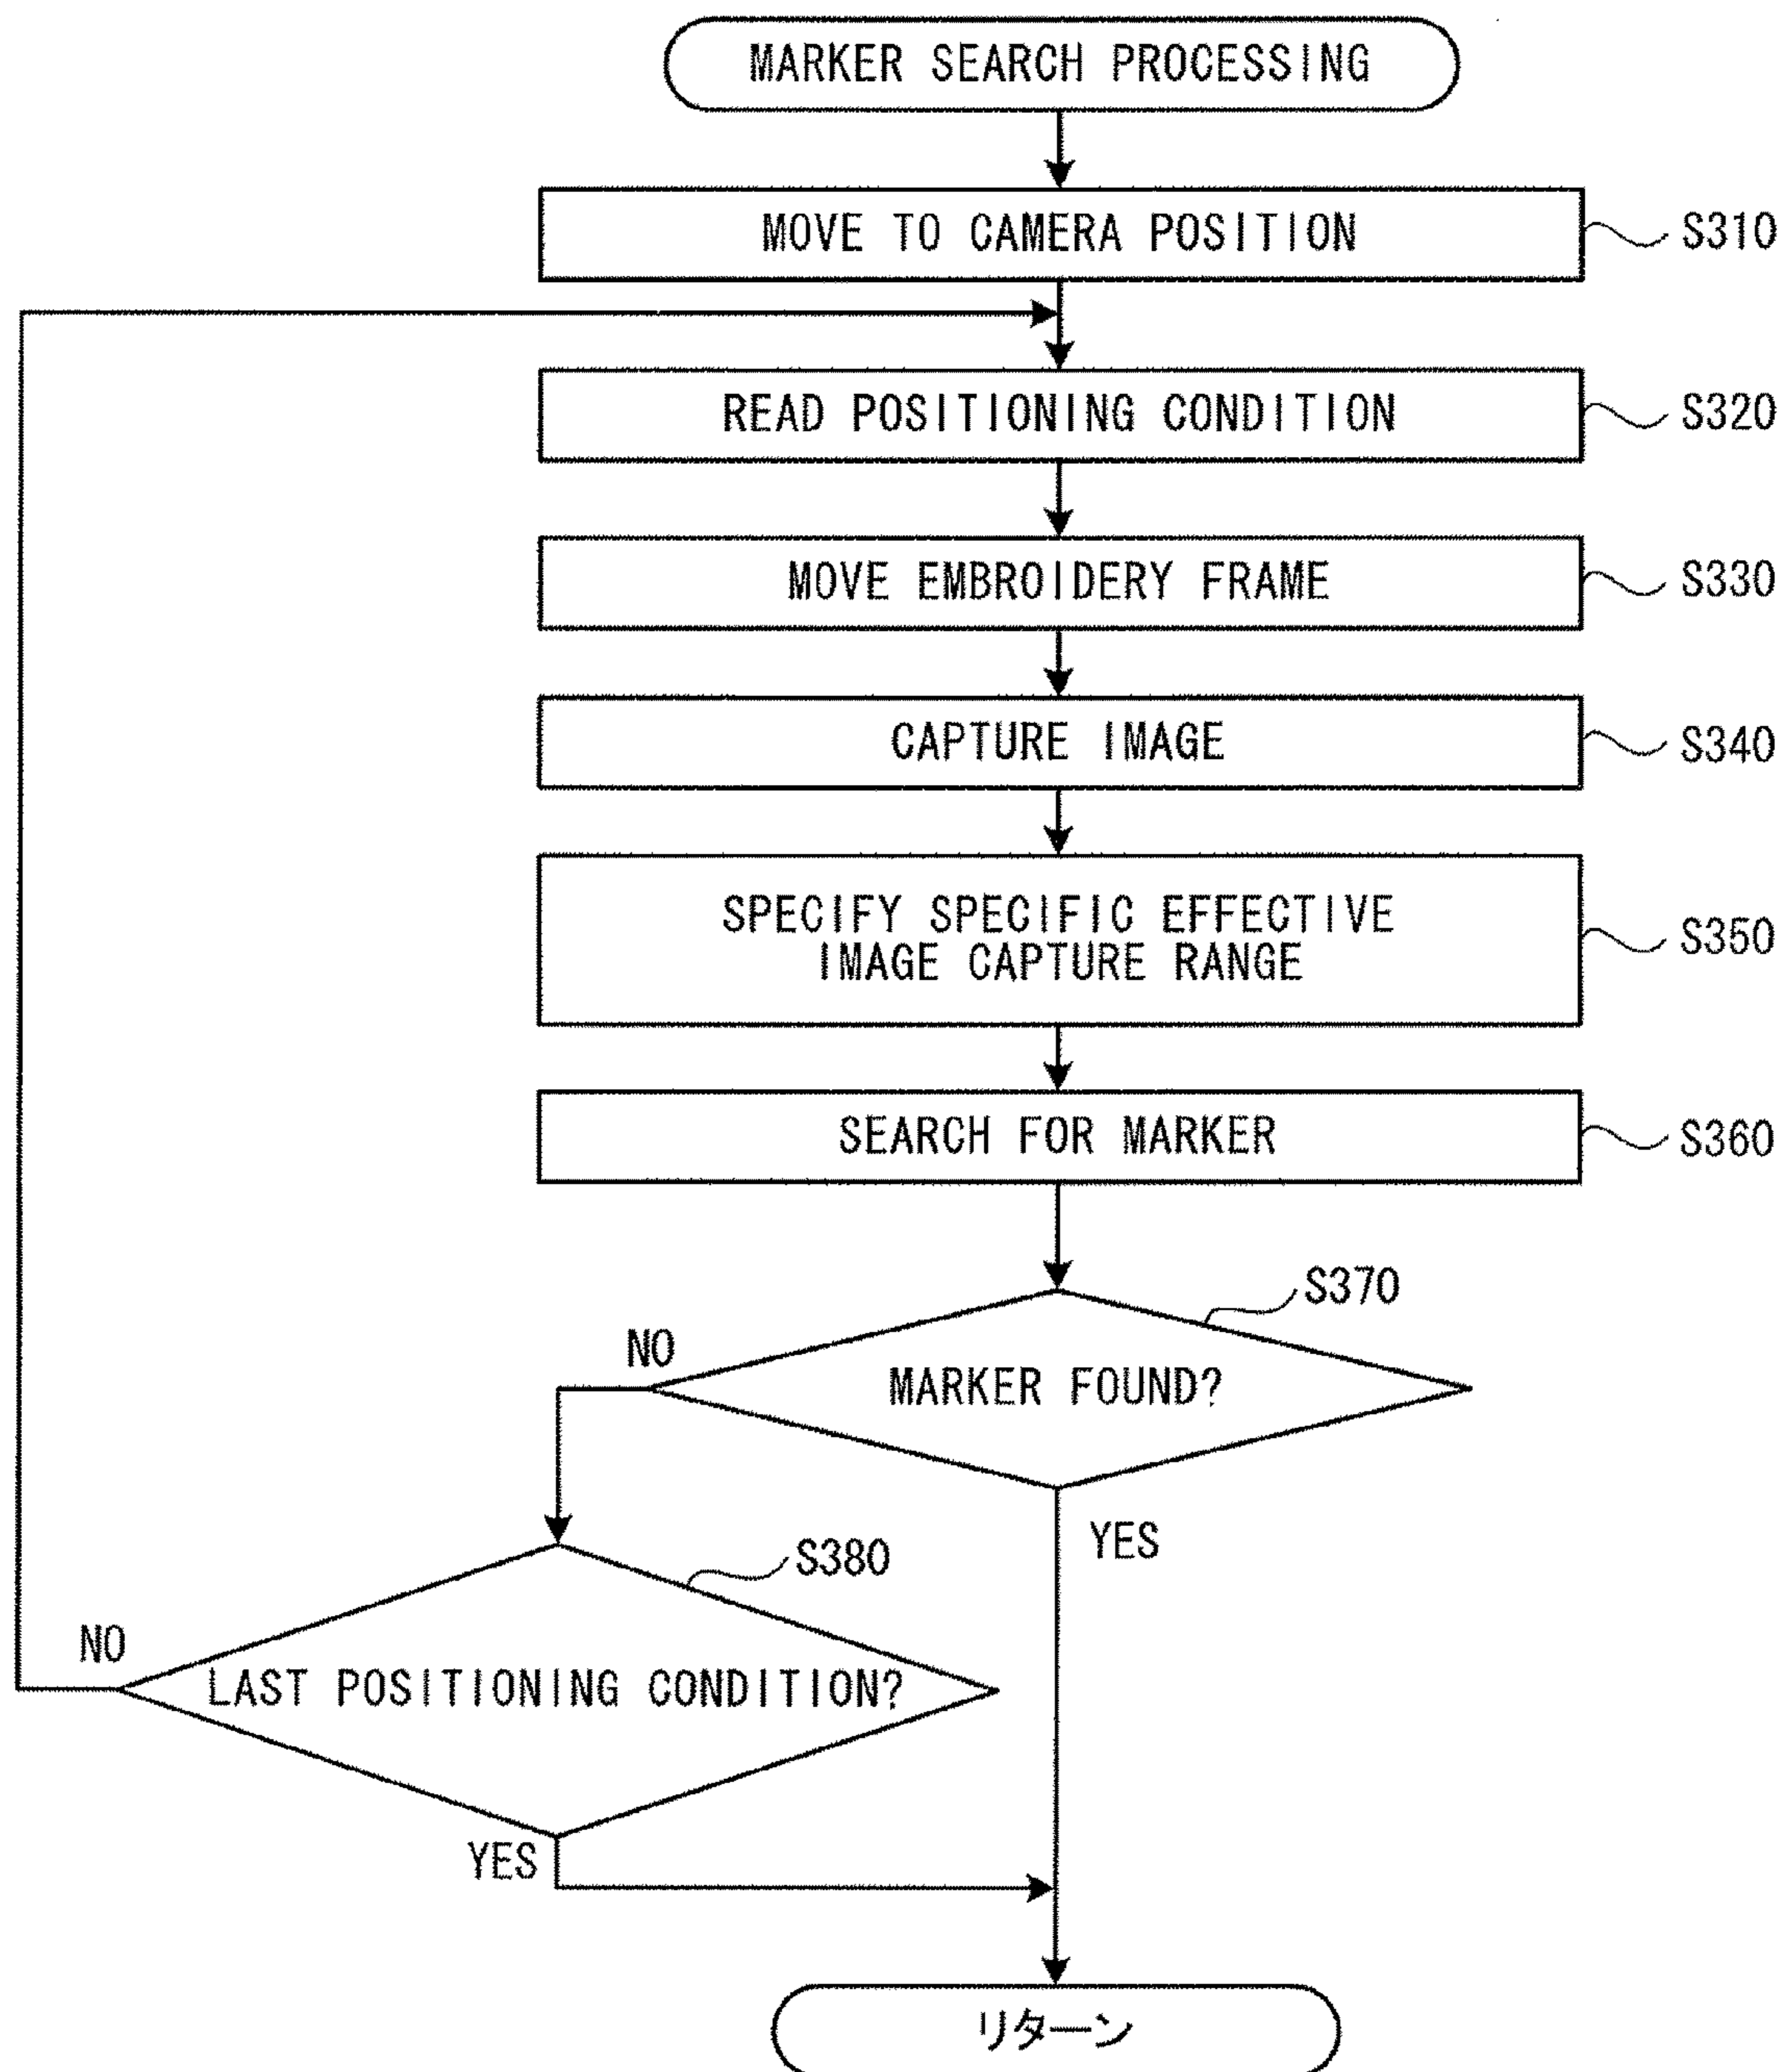 MARKER SEARCH PROCESSING
MOVE TO CAMERA POSITION
S310
READ POSITIONING CONDITION
S320
MOVE EMBROIDERY FRAME
S330
CAPTURE IMAGE
S340
SPECIFY SPECIFIC EFFECTIVE
IMAGE CAPTURE RANGE
S350
SEARCH FOR MARKER
S360
S370
NO
MARKER FOUND?
YES
S380
NO
LAST POSITIONING CONDITION?
YES
リターン